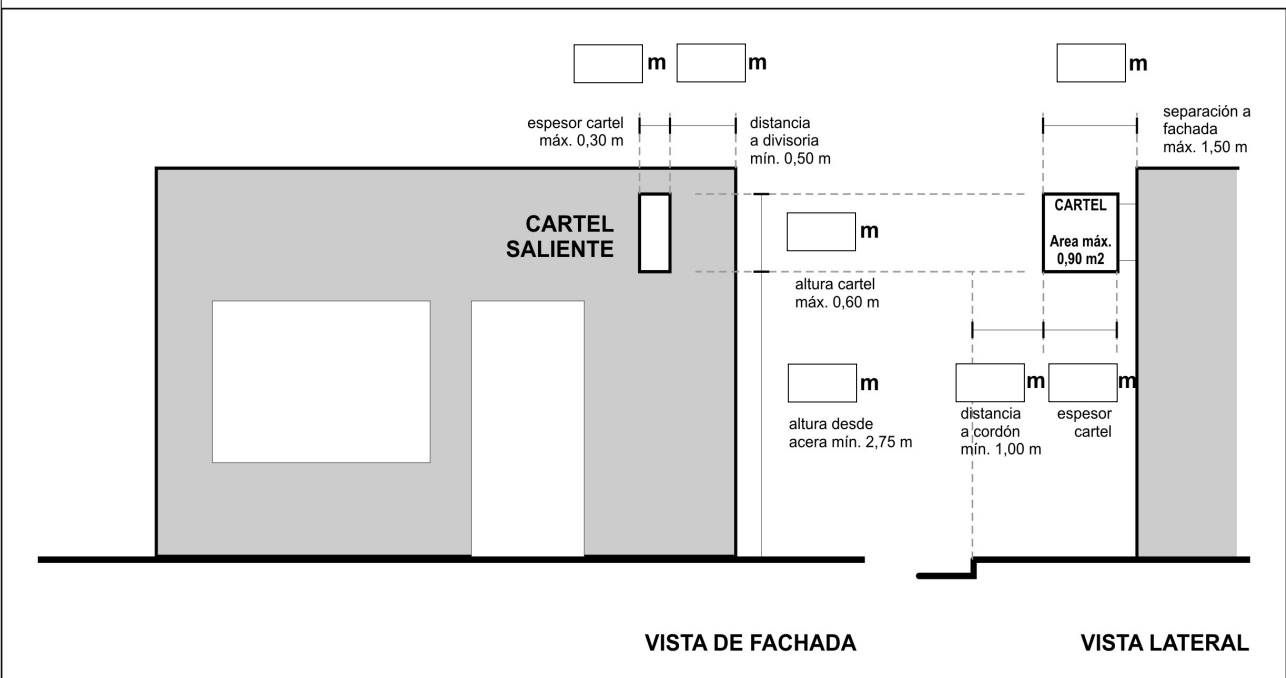 m
m
m
espesor cartel
máx. 0,30 m
distancia
a divisoria
mín. 0,50 m
separación a
fachada
máx. 1,50 m
CARTEL
SALIENTE
m
CARTEL
Area máx.
0,90 m2
altura cartel
máx. 0,60 m
m
m
m
altura desde
acera mín. 2,75 m
distancia
a cordón
mín. 1,00 m
espesor
cartel
VISTA DE FACHADA
VISTA LATERAL